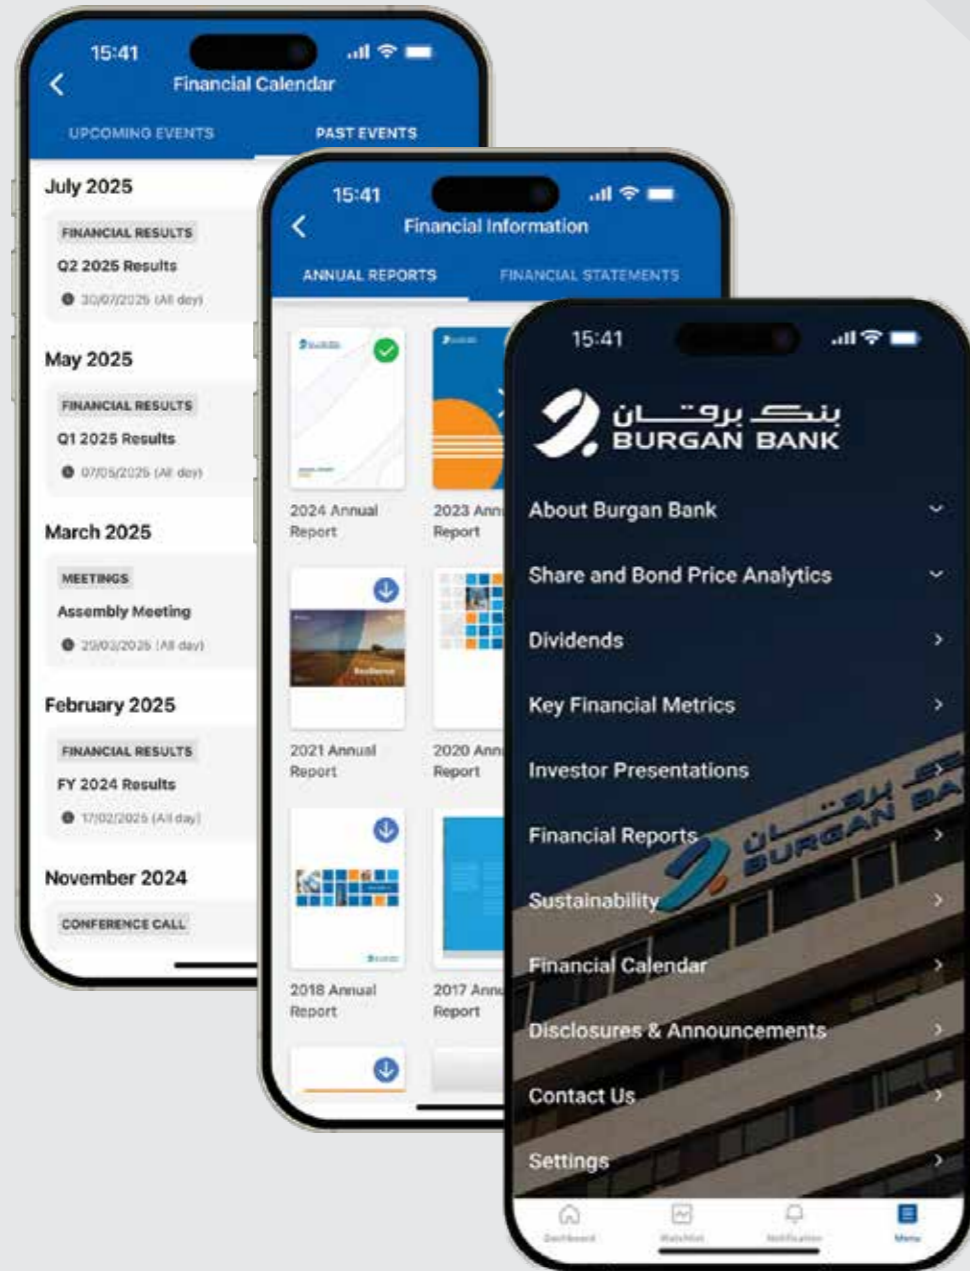 15:41
Financial Calendar
UPCOMING EVENTS
PAST EVENTS
July 2025
FINANCIAL RESULTS
Q2 2025 Results
30/07/2025 (All day)
May 2025
FINANCIAL RESULTS
Q1 2025 Results
07/05/2025 (All day)
March 2025
MEETINGS
Assembly Meeting
29/03/2025 (All day)
February 2025
FINANCIAL RESULTS
FY 2024 Results
17/02/2025 (All day)
November 2024
CONFERENCE CALL
15:41
Financial Information
ANNUAL REPORTS
FINANCIAL STATEMENTS
2024 Annual
Report
2023 Ann
Report
Resilience
2021 Annual
Report
2020 Ann
Report
2018 Annual
Report
2017 Ann
Report
15:41
بنك برقان
BURGAN BANK
About Burgan Bank
Share and Bond Price Analytics
Dividends
Key Financial Metrics
Investor Presentations
Financial Reports
Sustainability
Financial Calendar
Disclosures & Announcements
Contact Us
Settings
برقان
BURGAN BA
Dashboard
Watchlist
Notification
Menu